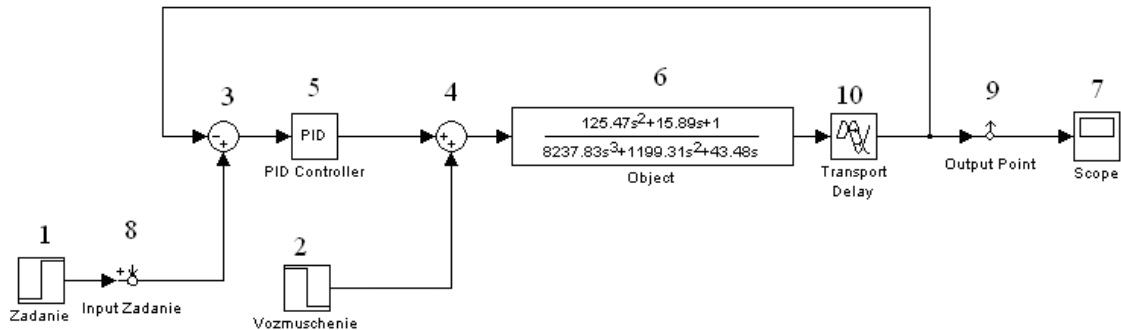 3
5
4
6
10
9
7
PID
125.47s²+15.89s+1
8237.83s³+1199.31s²+43.48s
PID Controller
Object
Transport
Delay
Output Point
Scope
1
8
2
Zadanie
Input Zadanie
Vozmuschenie